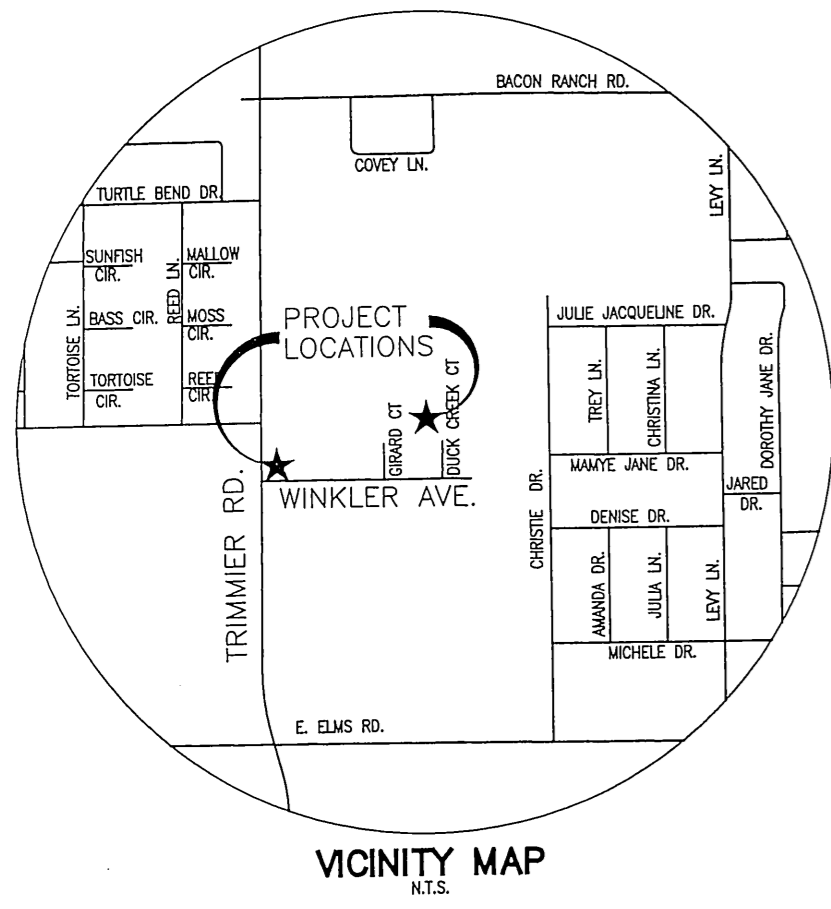 BACON RANCH RD.
COVEY LN.
LEVY LN.
TURTLE BEND DR.
SUNFISH
CIR.
REED LN.
MALLOW
CIR.
TORTOISE LN.
BASS CIR.
MOSS
CIR.
TORTOISE
CIR.
REED
CIR.
PROJECT
LOCATIONS
GIRARD CT
DUCK CREEK CT
WINKLER AVE.
TRIMMIER RD.
JULIE JACQUELINE DR.
TREY LN.
CHRISTINA LN.
DOROTHY JANE DR.
MAMYE JANE DR.
JARED
DR.
CHRISTIE DR.
DENISE DR.
AMANDA DR.
JULIA LN.
LEVY LN.
MICHELE DR.
E. ELMS RD.
VICINITY MAP
N.T.S.